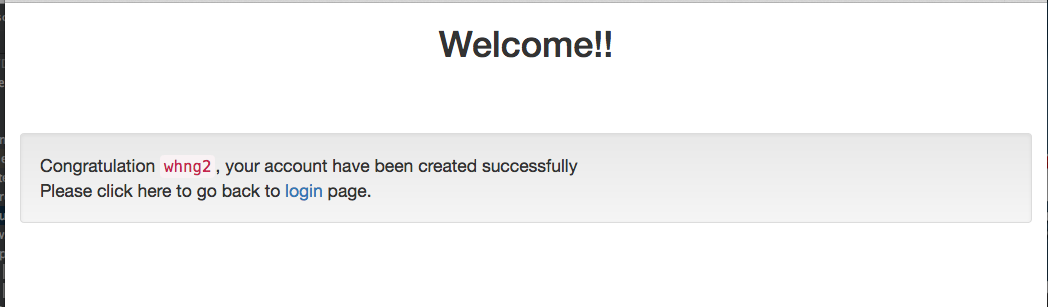 Welcome!!
Congratulation whng2, your account have been created successfully
Please click here to go back to login page.